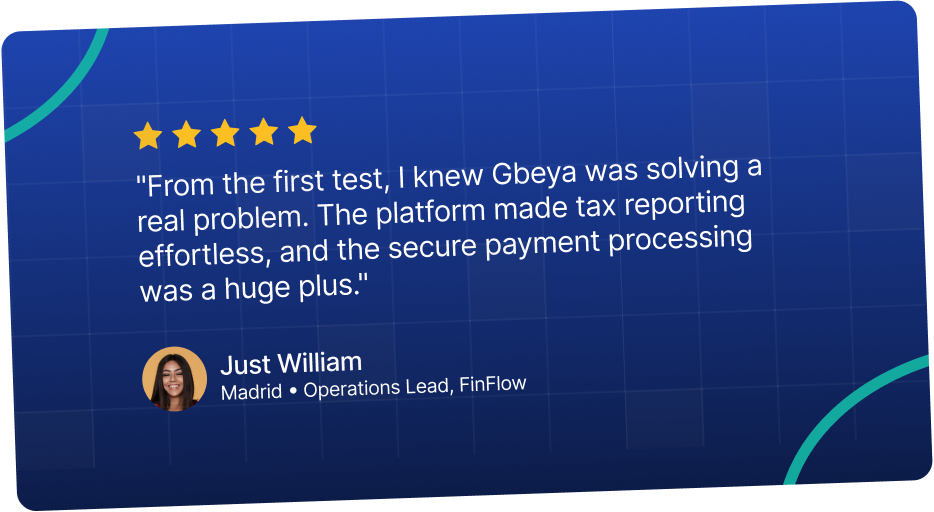 "From the first test, I knew Gbeya was solving a
real problem. The platform made tax reporting
effortless, and the secure payment processing
was a huge plus."
Just William
Madrid • Operations Lead, FinFlow